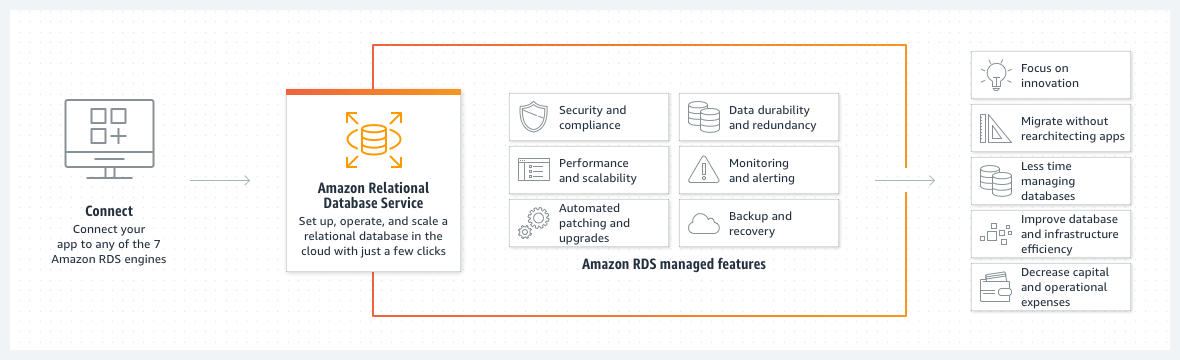 Connect
Connect your
app to any of the 7
Amazon RDS engines
Amazon Relational
Database Service
Set up, operate, and scale a
relational database in the
cloud with just a few clicks
Security and
compliance
Data durability
and redundancy
Performance
and scalability
Monitoring
and alerting
Automated
patching and
upgrades
Backup and
recovery
Amazon RDS managed features
Focus on
innovation
Migrate without
rearchitecting apps
Less time
managing
databases
Improve database
and infrastructure
efficiency
Decrease capital
and operational
expenses